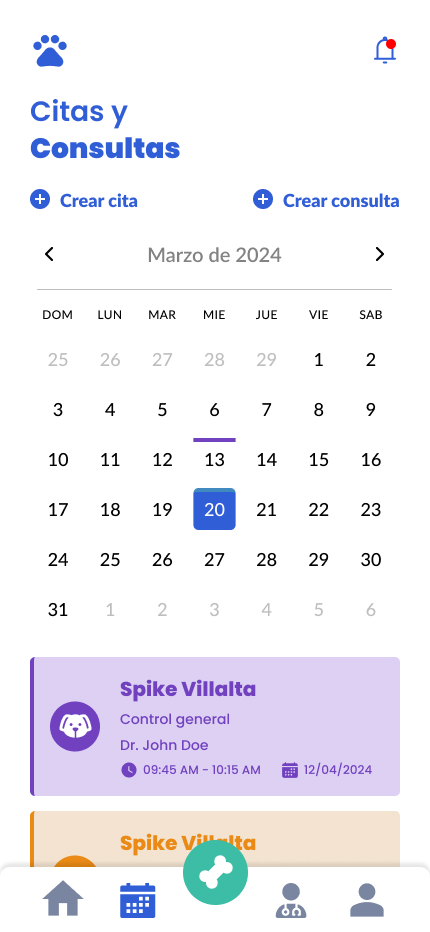 Citas y
Consultas
Crear cita Crear consulta
Marzo de 2024
DOM LUN MAR MIE JUE VIE SAB
25 26 27 28 29 1 2
3 4 5 6 7 8 9
10 11 12 13 14 15 16
17 18 19 20 21 22 23
24 25 26 27 28 29 30
31 1 2 3 4 5 6
Spike Villalta
Control general
Dr. John Doe
09:45 AM - 10:15 AM 12/04/2024
Spike Villalta